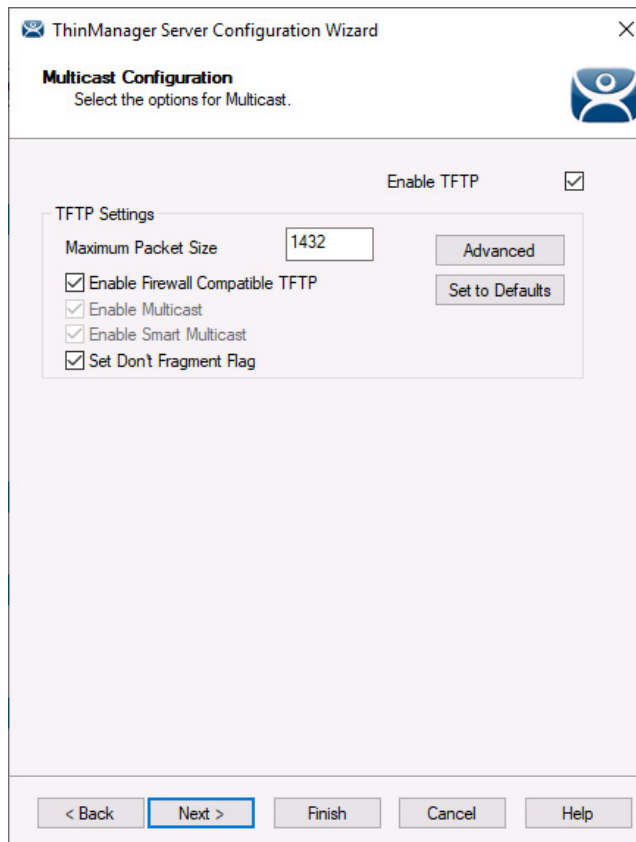 ThinManager Server Configuration Wizard
Multicast Configuration
Select the options for Multicast.
Enable TFTP
TFTP Settings
Maximum Packet Size 1432 Advanced
Enable Firewall Compatible TFTP Set to Defaults
Enable Multicast
Enable Smart Multicast
Set Don't Fragment Flag
< Back Next > Finish Cancel Help